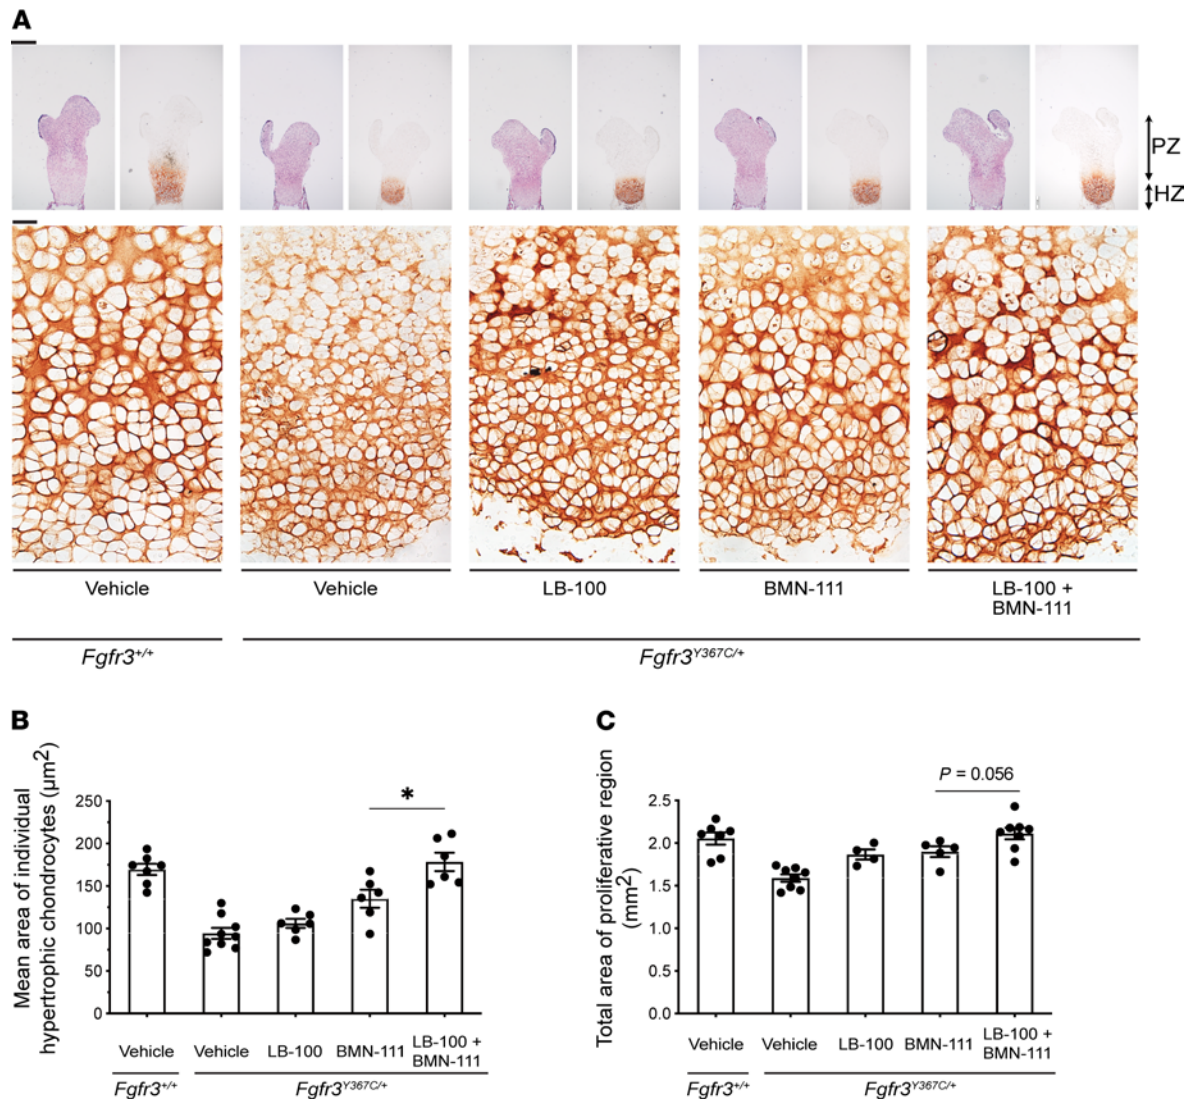 A
PZ
HZ
Vehicle
Vehicle
LB-100
BMN-111
LB-100 +
BMN-111
Fgfr3+/+
Fgfr3Y367C/+
B
Mean area of individual
hypertrophic chondrocytes (µm²)
250
200
150
100
50
0
*
Vehicle
Vehicle
LB-100
BMN-111
LB-100 +
BMN-111
Fgfr3+/+
Fgfr3Y367C/+
C
Total area of proliferative region
(mm²)
2.5
2.0
1.5
1.0
0.5
0.0
P = 0.056
Vehicle
Vehicle
LB-100
BMN-111
LB-100 +
BMN-111
Fgfr3+/+
Fgfr3Y367C/+